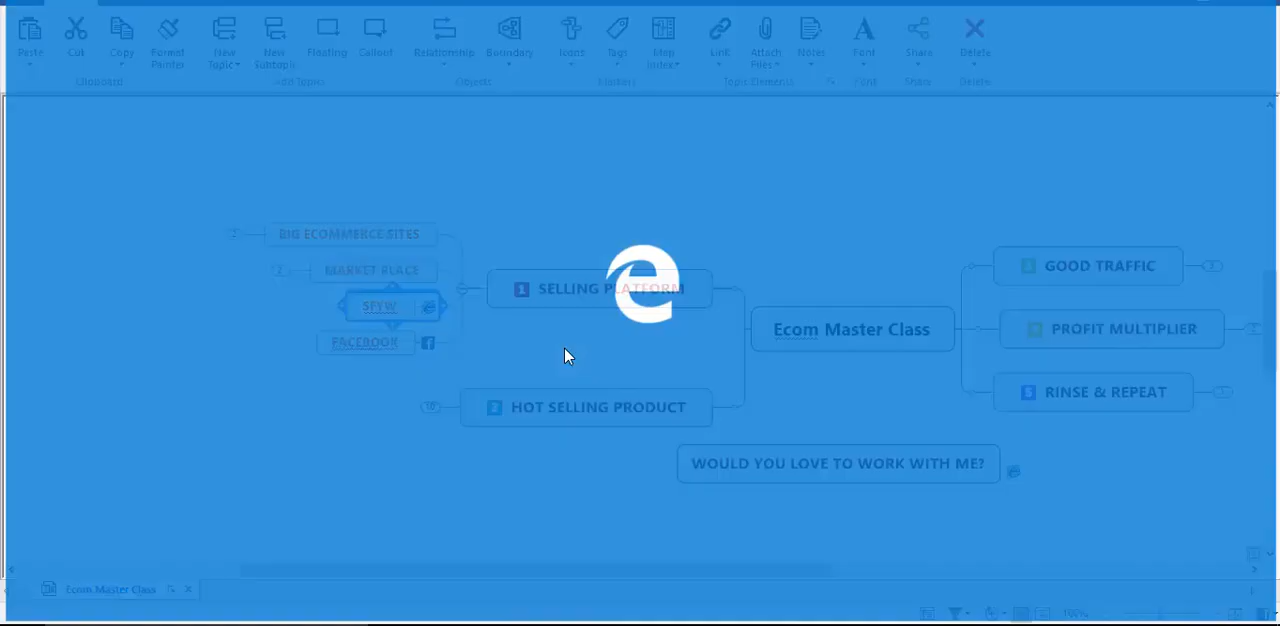 Paste Cut Copy Format Painter New Topic New Subtopic Floating Callout Relationship Boundary Icons Tags Map Index Link Attach Files Notes Font Share Delete
Clipboard Add Topics Objects Markers Topic Elements Font Share Delete
BIG ECOMMERCE SITES
MARKET PLACE
SFYW
FACEBOOK
1 SELLING PLATFORM
10 2 HOT SELLING PRODUCT
Ecom Master Class
GOOD TRAFFIC
PROFIT MULTIPLIER
5 RINSE & REPEAT
WOULD YOU LOVE TO WORK WITH ME?
Ecom Master Class